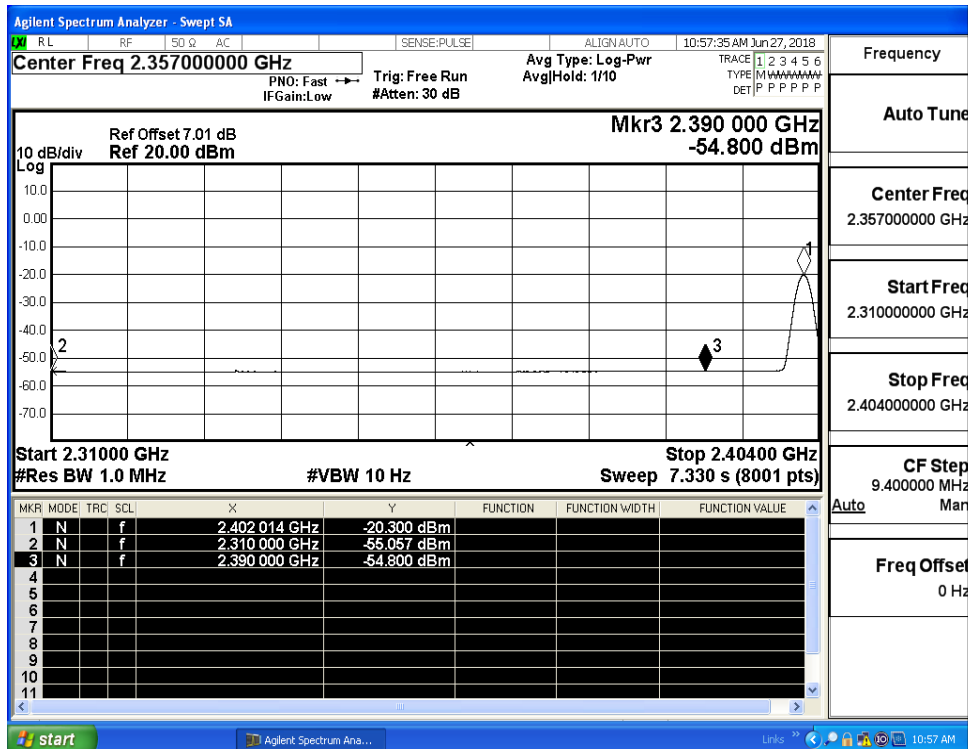 Agilent Spectrum Analyzer - Swept SA
LXI RL RF 50 Ω AC SENSE:PULSE ALIGN AUTO 10:57:35 AM Jun 27, 2018
Center Freq 2.357000000 GHz
PNO: Fast
IFGain:Low
Trig: Free Run
#Atten: 30 dB
Avg Type: Log-Pwr
Avg|Hold: 1/10
TRACE 1 2 3 4 5 6
TYPE M WWWWW
DET P P P P P P
Ref Offset 7.01 dB
Ref 20.00 dBm
10 dB/div
Log
Mkr3 2.390 000 GHz
-54.800 dBm
10.0
0.00
-10.0
-20.0
-30.0
-40.0
-50.0
-60.0
-70.0
1
2
3
Start 2.31000 GHz
Stop 2.40400 GHz
#Res BW 1.0 MHz
#VBW 10 Hz
Sweep 7.330 s (8001 pts)
MKR MODE TRC SCL X Y FUNCTION FUNCTION WIDTH FUNCTION VALUE
1 N f 2.402 014 GHz -20.300 dBm
2 N f 2.310 000 GHz -55.057 dBm
3 N f 2.390 000 GHz -54.800 dBm
4
5
6
7
8
9
10
11
Frequency
Auto Tune
Center Freq
2.357000000 GHz
Start Freq
2.310000000 GHz
Stop Freq
2.404000000 GHz
CF Step
9.400000 MHz
Auto Man
Freq Offset
0 Hz
start
Agilent Spectrum Ana...
Links
10:57 AM